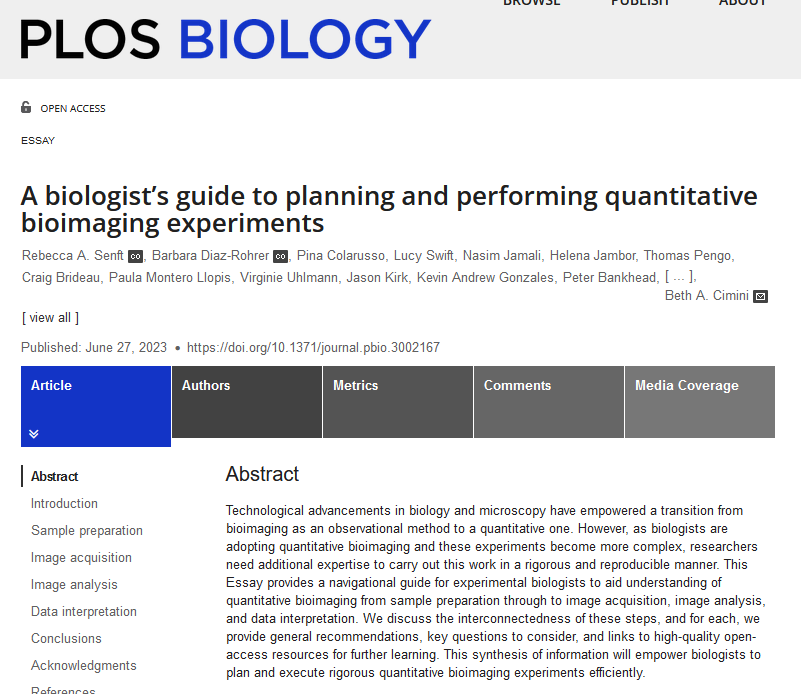 BROWSE PUBLISH ABOUT
PLOS BIOLOGY
OPEN ACCESS
ESSAY
A biologist’s guide to planning and performing quantitative
bioimaging experiments
Rebecca A. Senft co, Barbara Diaz-Rohrer co, Pina Colarusso, Lucy Swift, Nasim Jamali, Helena Jambor, Thomas Pengo,
Craig Brideau, Paula Montero Llopis, Virginie Uhlmann, Jason Kirk, Kevin Andrew Gonzales, Peter Bankhead, [ ... ],
Beth A. Cimini
[ view all ]
Published: June 27, 2023 • https://doi.org/10.1371/journal.pbio.3002167
Article Authors Metrics Comments Media Coverage
Abstract
Introduction
Sample preparation
Image acquisition
Image analysis
Data interpretation
Conclusions
Acknowledgments
References
Abstract
Technological advancements in biology and microscopy have empowered a transition from
bioimaging as an observational method to a quantitative one. However, as biologists are
adopting quantitative bioimaging and these experiments become more complex, researchers
need additional expertise to carry out this work in a rigorous and reproducible manner. This
Essay provides a navigational guide for experimental biologists to aid understanding of
quantitative bioimaging from sample preparation through to image acquisition, image analysis,
and data interpretation. We discuss the interconnectedness of these steps, and for each, we
provide general recommendations, key questions to consider, and links to high-quality open-
access resources for further learning. This synthesis of information will empower biologists to
plan and execute rigorous quantitative bioimaging experiments efficiently.